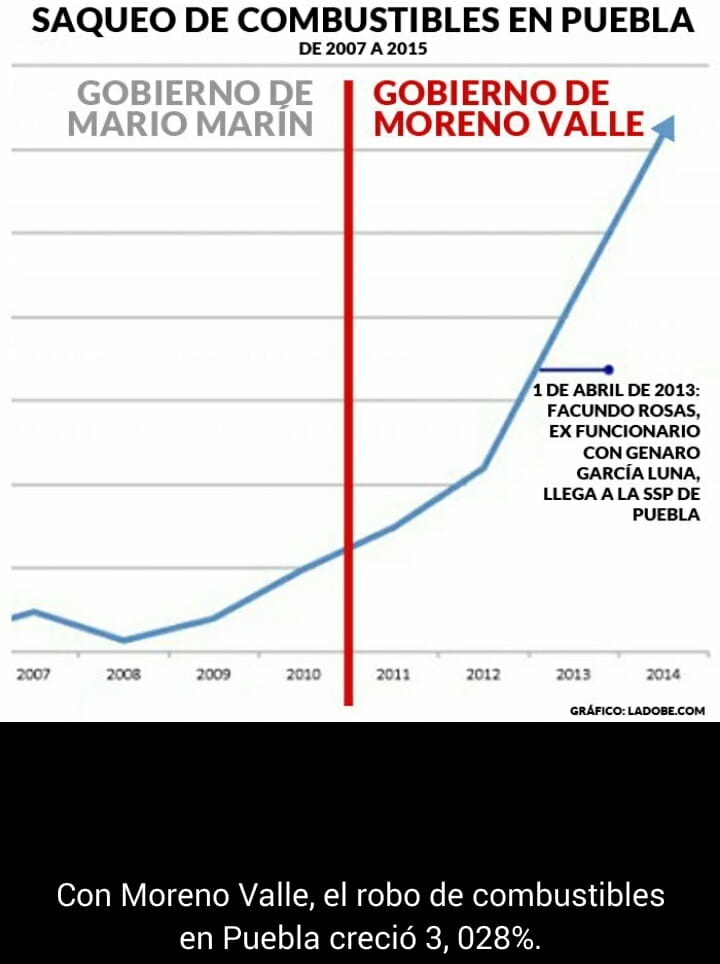 SAQUEO DE COMBUSTIBLES EN PUEBLA
DE 2007 A 2015
GOBIERNO DE
MARIO MARÍN
GOBIERNO DE
MORENO VALLE
1 DE ABRIL DE 2013:
FACUNDO ROSAS,
EX FUNCIONARIO
CON GENARO
GARCÍA LUNA,
LLEGA A LA SSP DE
PUEBLA
2007 2008 2009 2010 2011 2012 2013 2014
GRÁFICO: LADOBE.COM
Con Moreno Valle, el robo de combustibles
en Puebla creció 3, 028%.